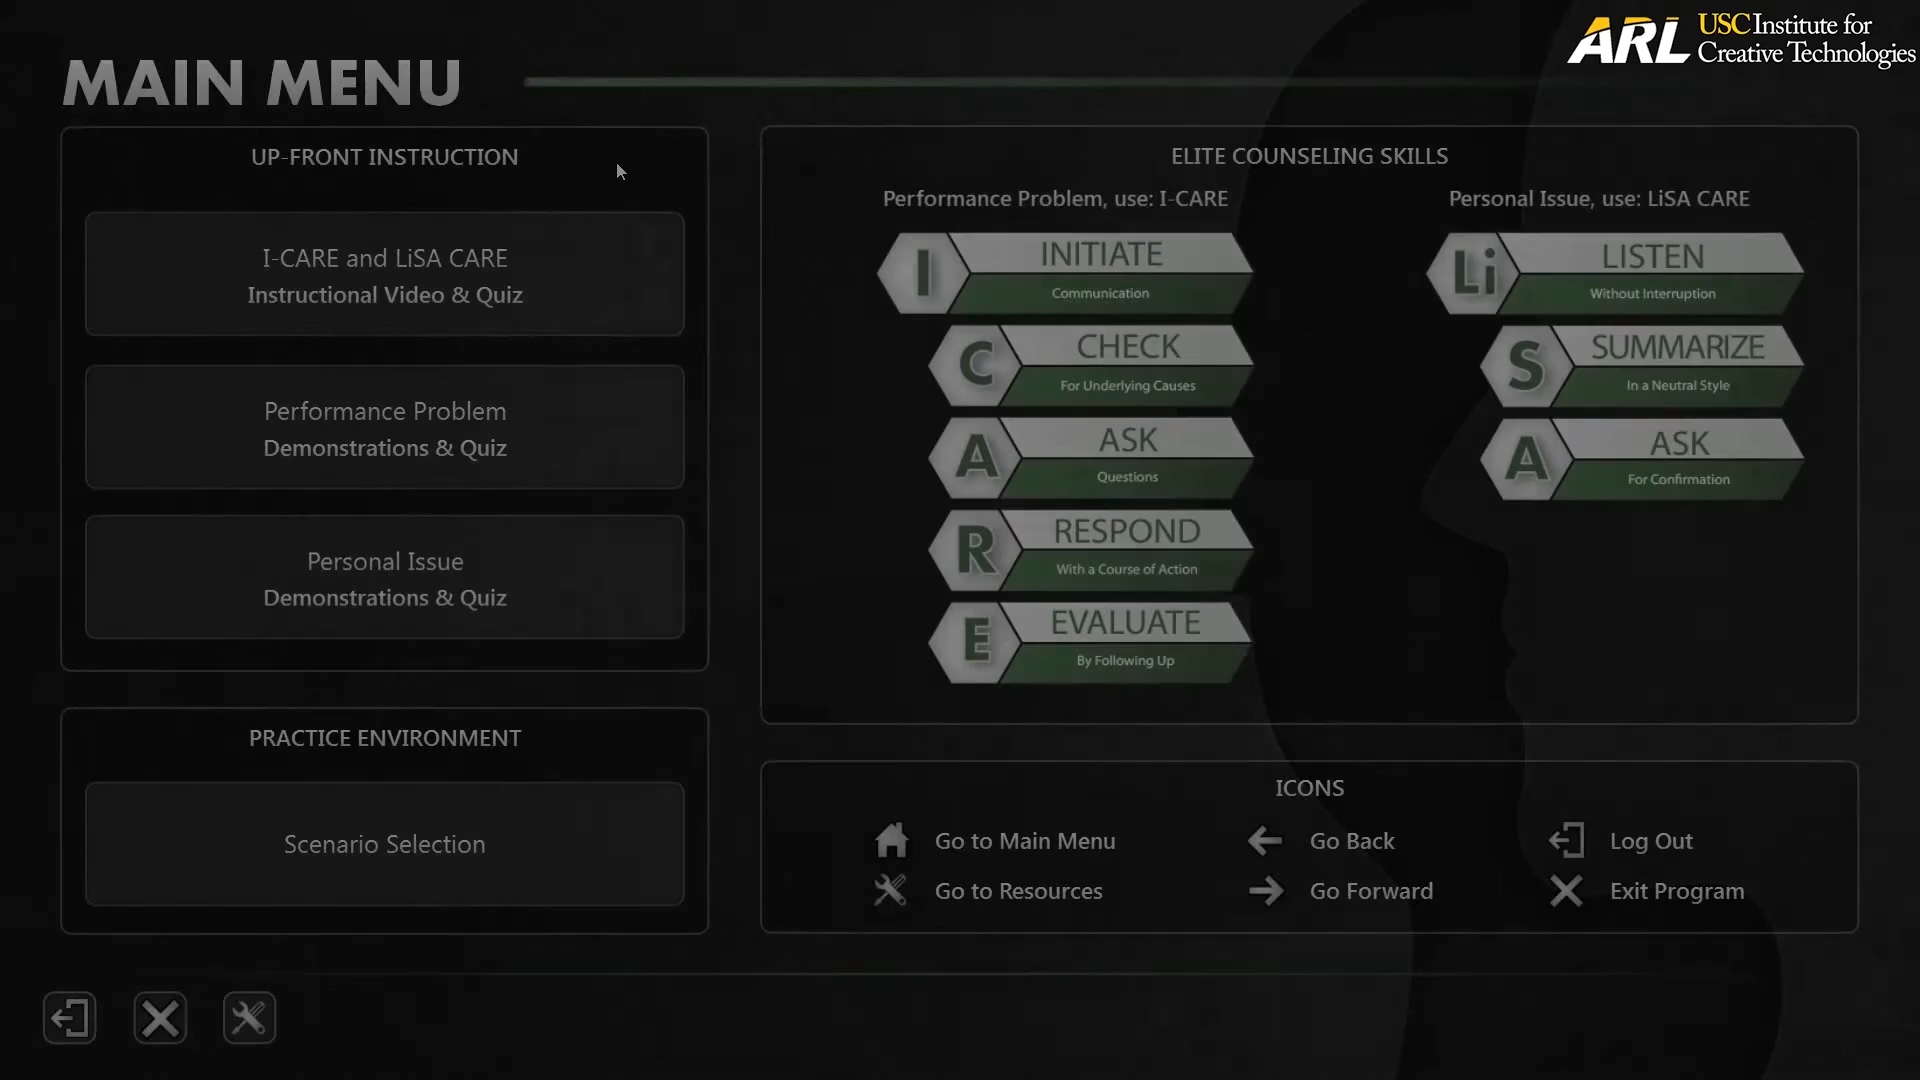 ARL USC Institute for
Creative Technologies
MAIN MENU
UP-FRONT INSTRUCTION
I-CARE and LiSA CARE
Instructional Video & Quiz
Performance Problem
Demonstrations & Quiz
Personal Issue
Demonstrations & Quiz
PRACTICE ENVIRONMENT
Scenario Selection
ELITE COUNSELING SKILLS
Performance Problem, use: I-CARE
I INITIATE
Communication
C CHECK
For Underlying Causes
A ASK
Questions
R RESPOND
With a Course of Action
E EVALUATE
By Following Up
Personal Issue, use: LiSA CARE
Li LISTEN
Without Interruption
S SUMMARIZE
In a Neutral Style
A ASK
For Confirmation
ICONS
Go to Main Menu
Go Back
Log Out
Go to Resources
Go Forward
Exit Program